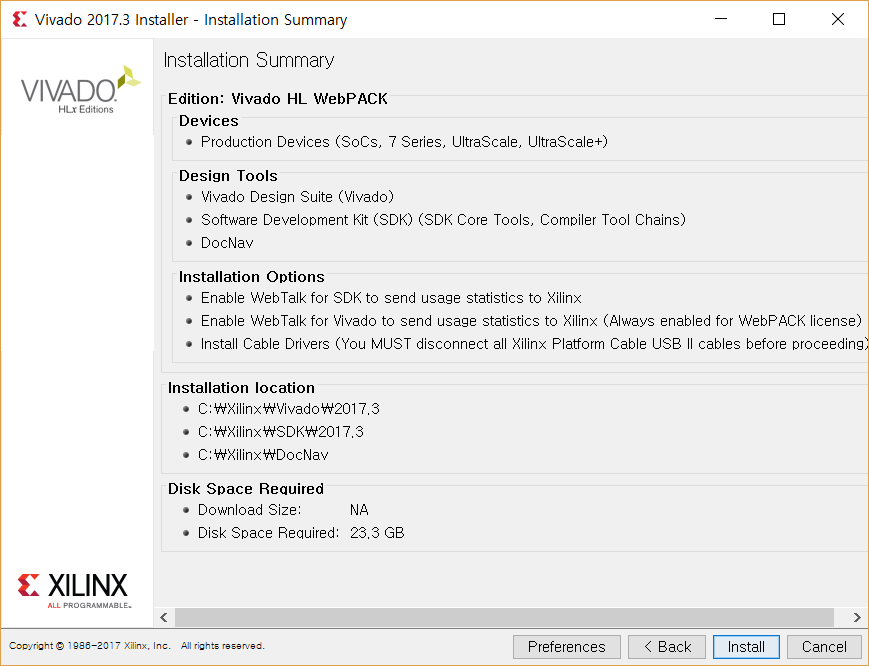 Vivado 2017.3 Installer - Installation Summary
VIVADO.
HLx Editions
Installation Summary
Edition: Vivado HL WebPACK
Devices
Production Devices (SoCs, 7 Series, UltraScale, UltraScale+)
Design Tools
Vivado Design Suite (Vivado)
Software Development Kit (SDK) (SDK Core Tools, Compiler Tool Chains)
DocNav
Installation Options
Enable WebTalk for SDK to send usage statistics to Xilinx
Enable WebTalk for Vivado to send usage statistics to Xilinx (Always enabled for WebPACK license)
Install Cable Drivers (You MUST disconnect all Xilinx Platform Cable USB II cables before proceeding)
Installation location
C:₩Xilinx₩Vivado₩2017.3
C:₩Xilinx₩SDK₩2017.3
C:₩Xilinx₩DocNav
Disk Space Required
Download Size: NA
Disk Space Required: 23.3 GB
XILINX
ALL PROGRAMMABLE™
Copyright © 1986-2017 Xilinx, Inc. All rights reserved.
Preferences
< Back
Install
Cancel